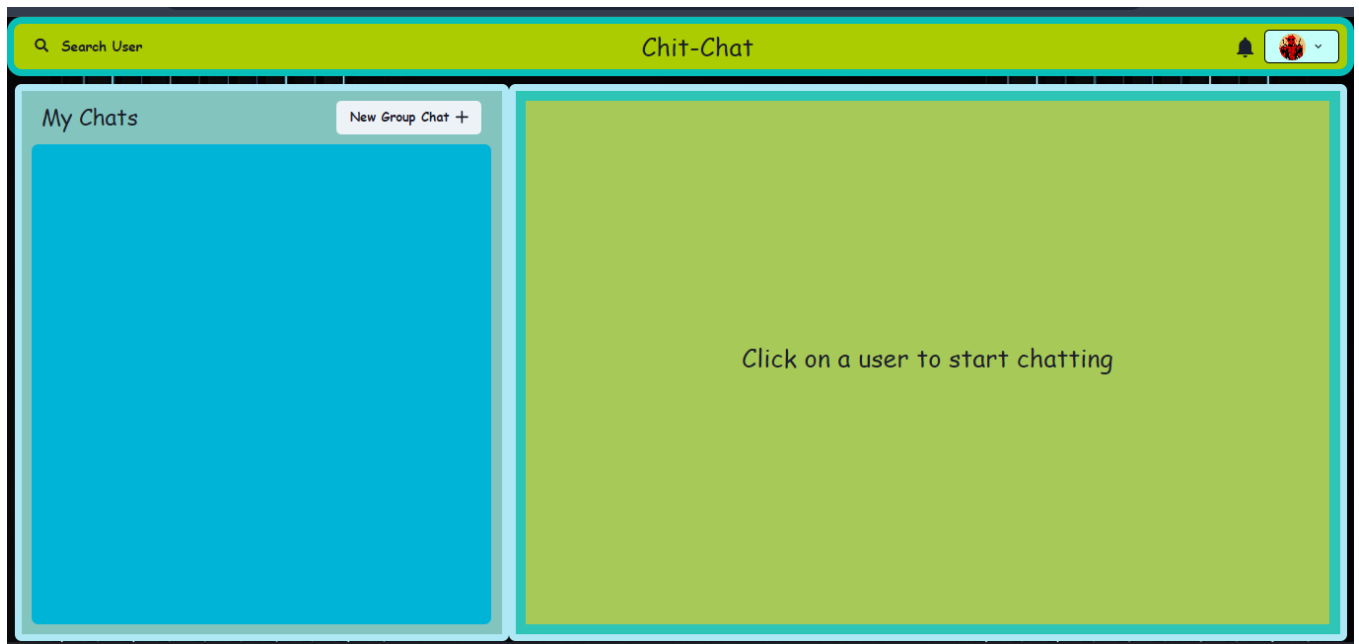 Search User
Chit-Chat
My Chats
New Group Chat +
Click on a user to start chatting